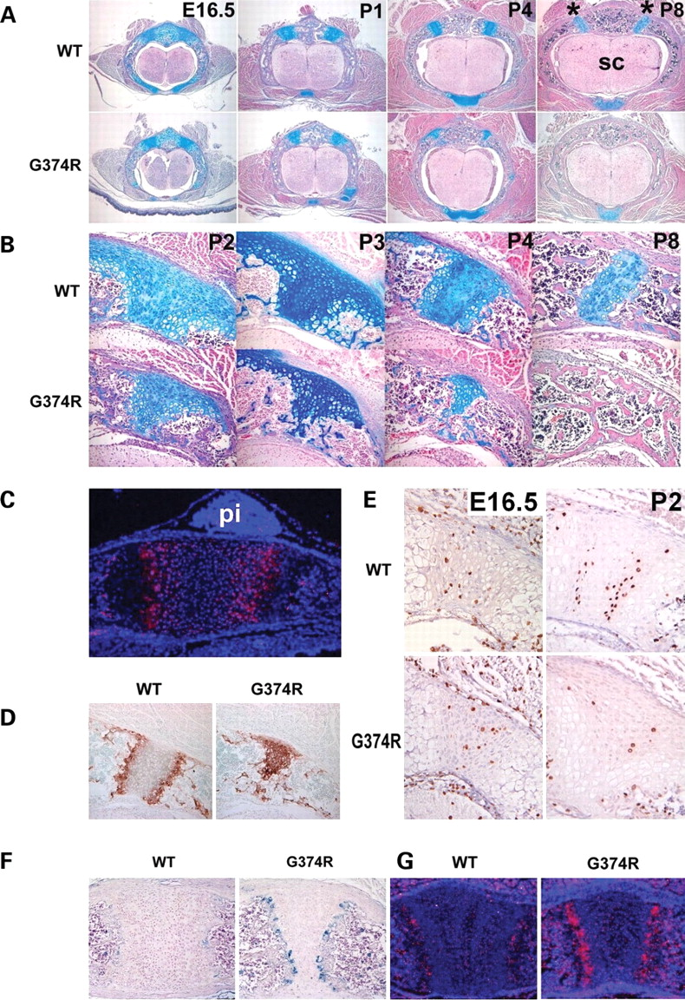 A
E16.5 P1 P4 * * P8
WT
sc
G374R
B
P2 P3 P4 P8
WT
G374R
C
pi
E
E16.5 P2
WT
G374R
D
WT G374R
F
WT G374R
G
WT G374R